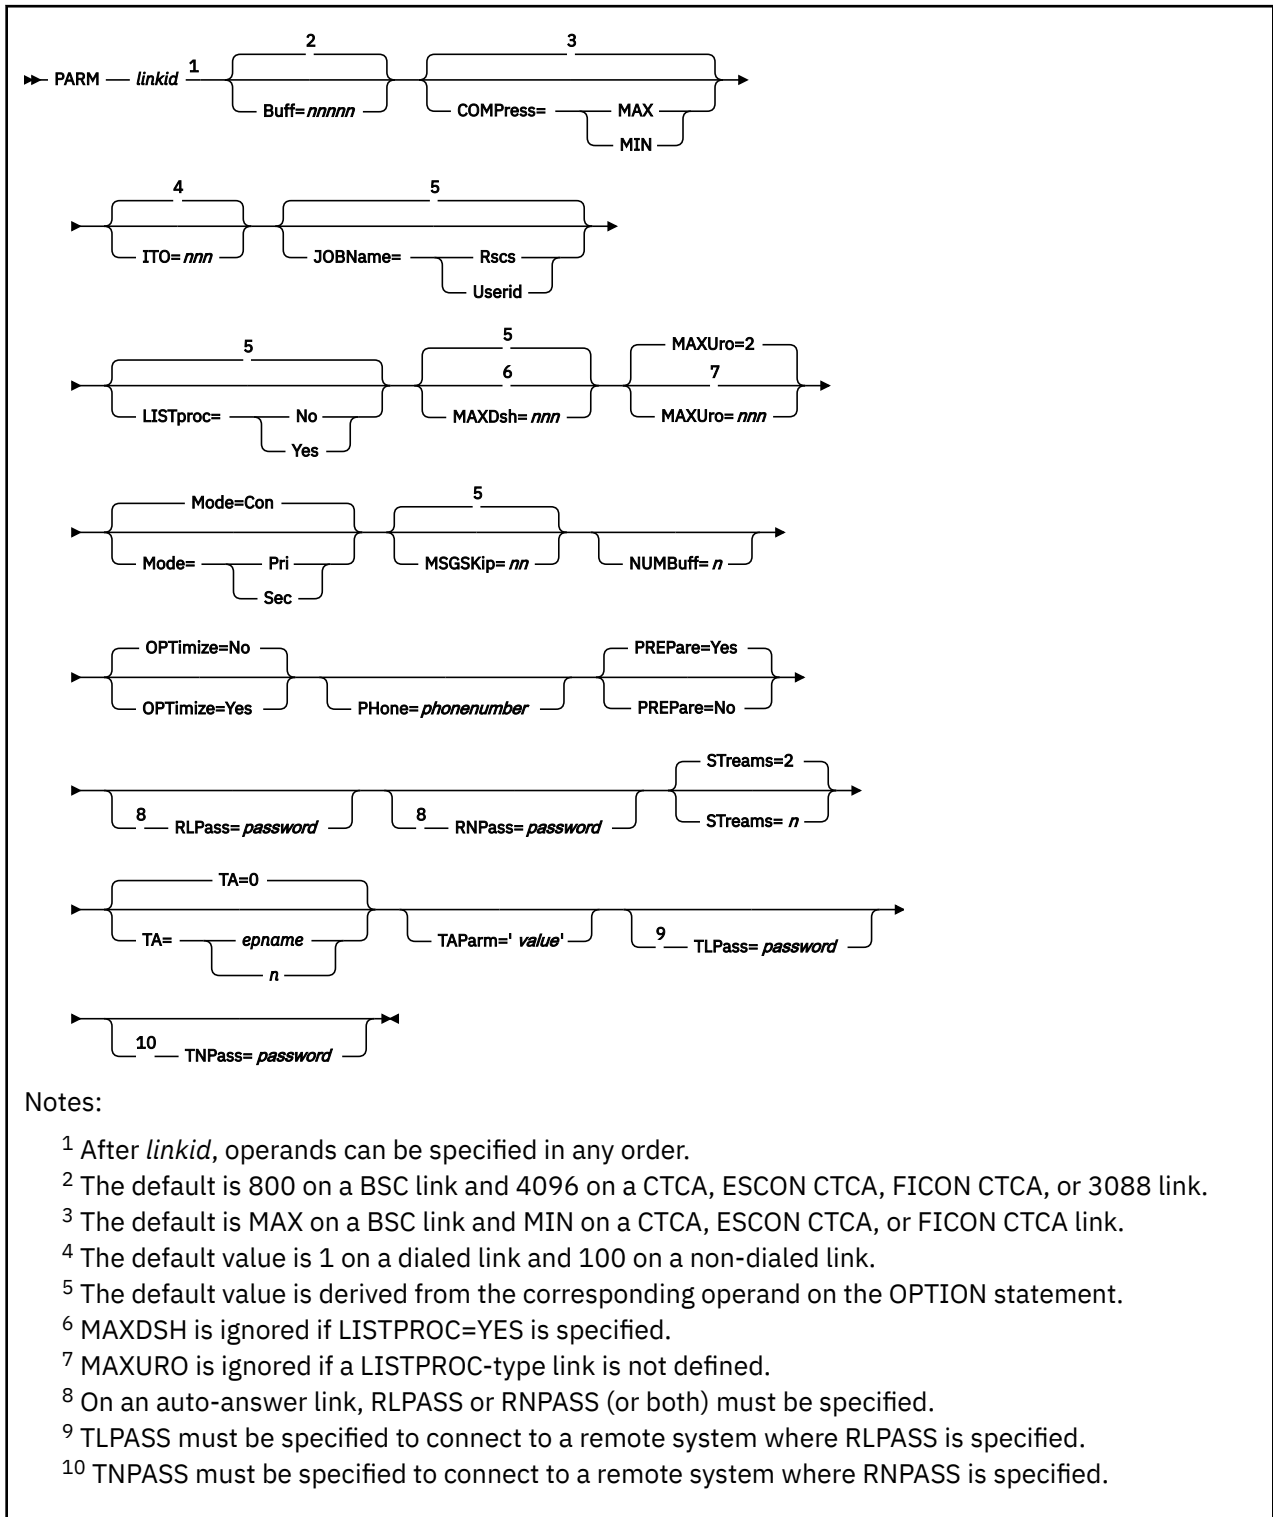 2 3
PARM linkid 1
Buff= nnnnn COMPress= MAX
MIN
4 5
ITO= nnn JOBName= Rscs
Userid
5 5 MAXUro=2
6 7
LISTproc= No MAXDsh= nnn MAXUro= nnn
Yes
Mode=Con 5
Mode= Pri MSGSKip= nn NUMBuff= n
Sec
OPTimize=No PREPare=Yes
OPTimize=Yes PHone= phonenumber PREPare=No
STreams=2
8 RLPass= password 8 RNPass= password STreams= n
TA=0
TA= epname TAParm=' value' 9 TLPass= password
n
10 TNPass= password
Notes:
1 After linkid, operands can be specified in any order.
2 The default is 800 on a BSC link and 4096 on a CTCA, ESCON CTCA, FICON CTCA, or 3088 link.
3 The default is MAX on a BSC link and MIN on a CTCA, ESCON CTCA, or FICON CTCA link.
4 The default value is 1 on a dialed link and 100 on a non-dialed link.
5 The default value is derived from the corresponding operand on the OPTION statement.
6 MAXDSH is ignored if LISTPROC=YES is specified.
7 MAXURO is ignored if a LISTPROC-type link is not defined.
8 On an auto-answer link, RLPASS or RNPASS (or both) must be specified.
9 TLPASS must be specified to connect to a remote system where RLPASS is specified.
10 TNPASS must be specified to connect to a remote system where RNPASS is specified.